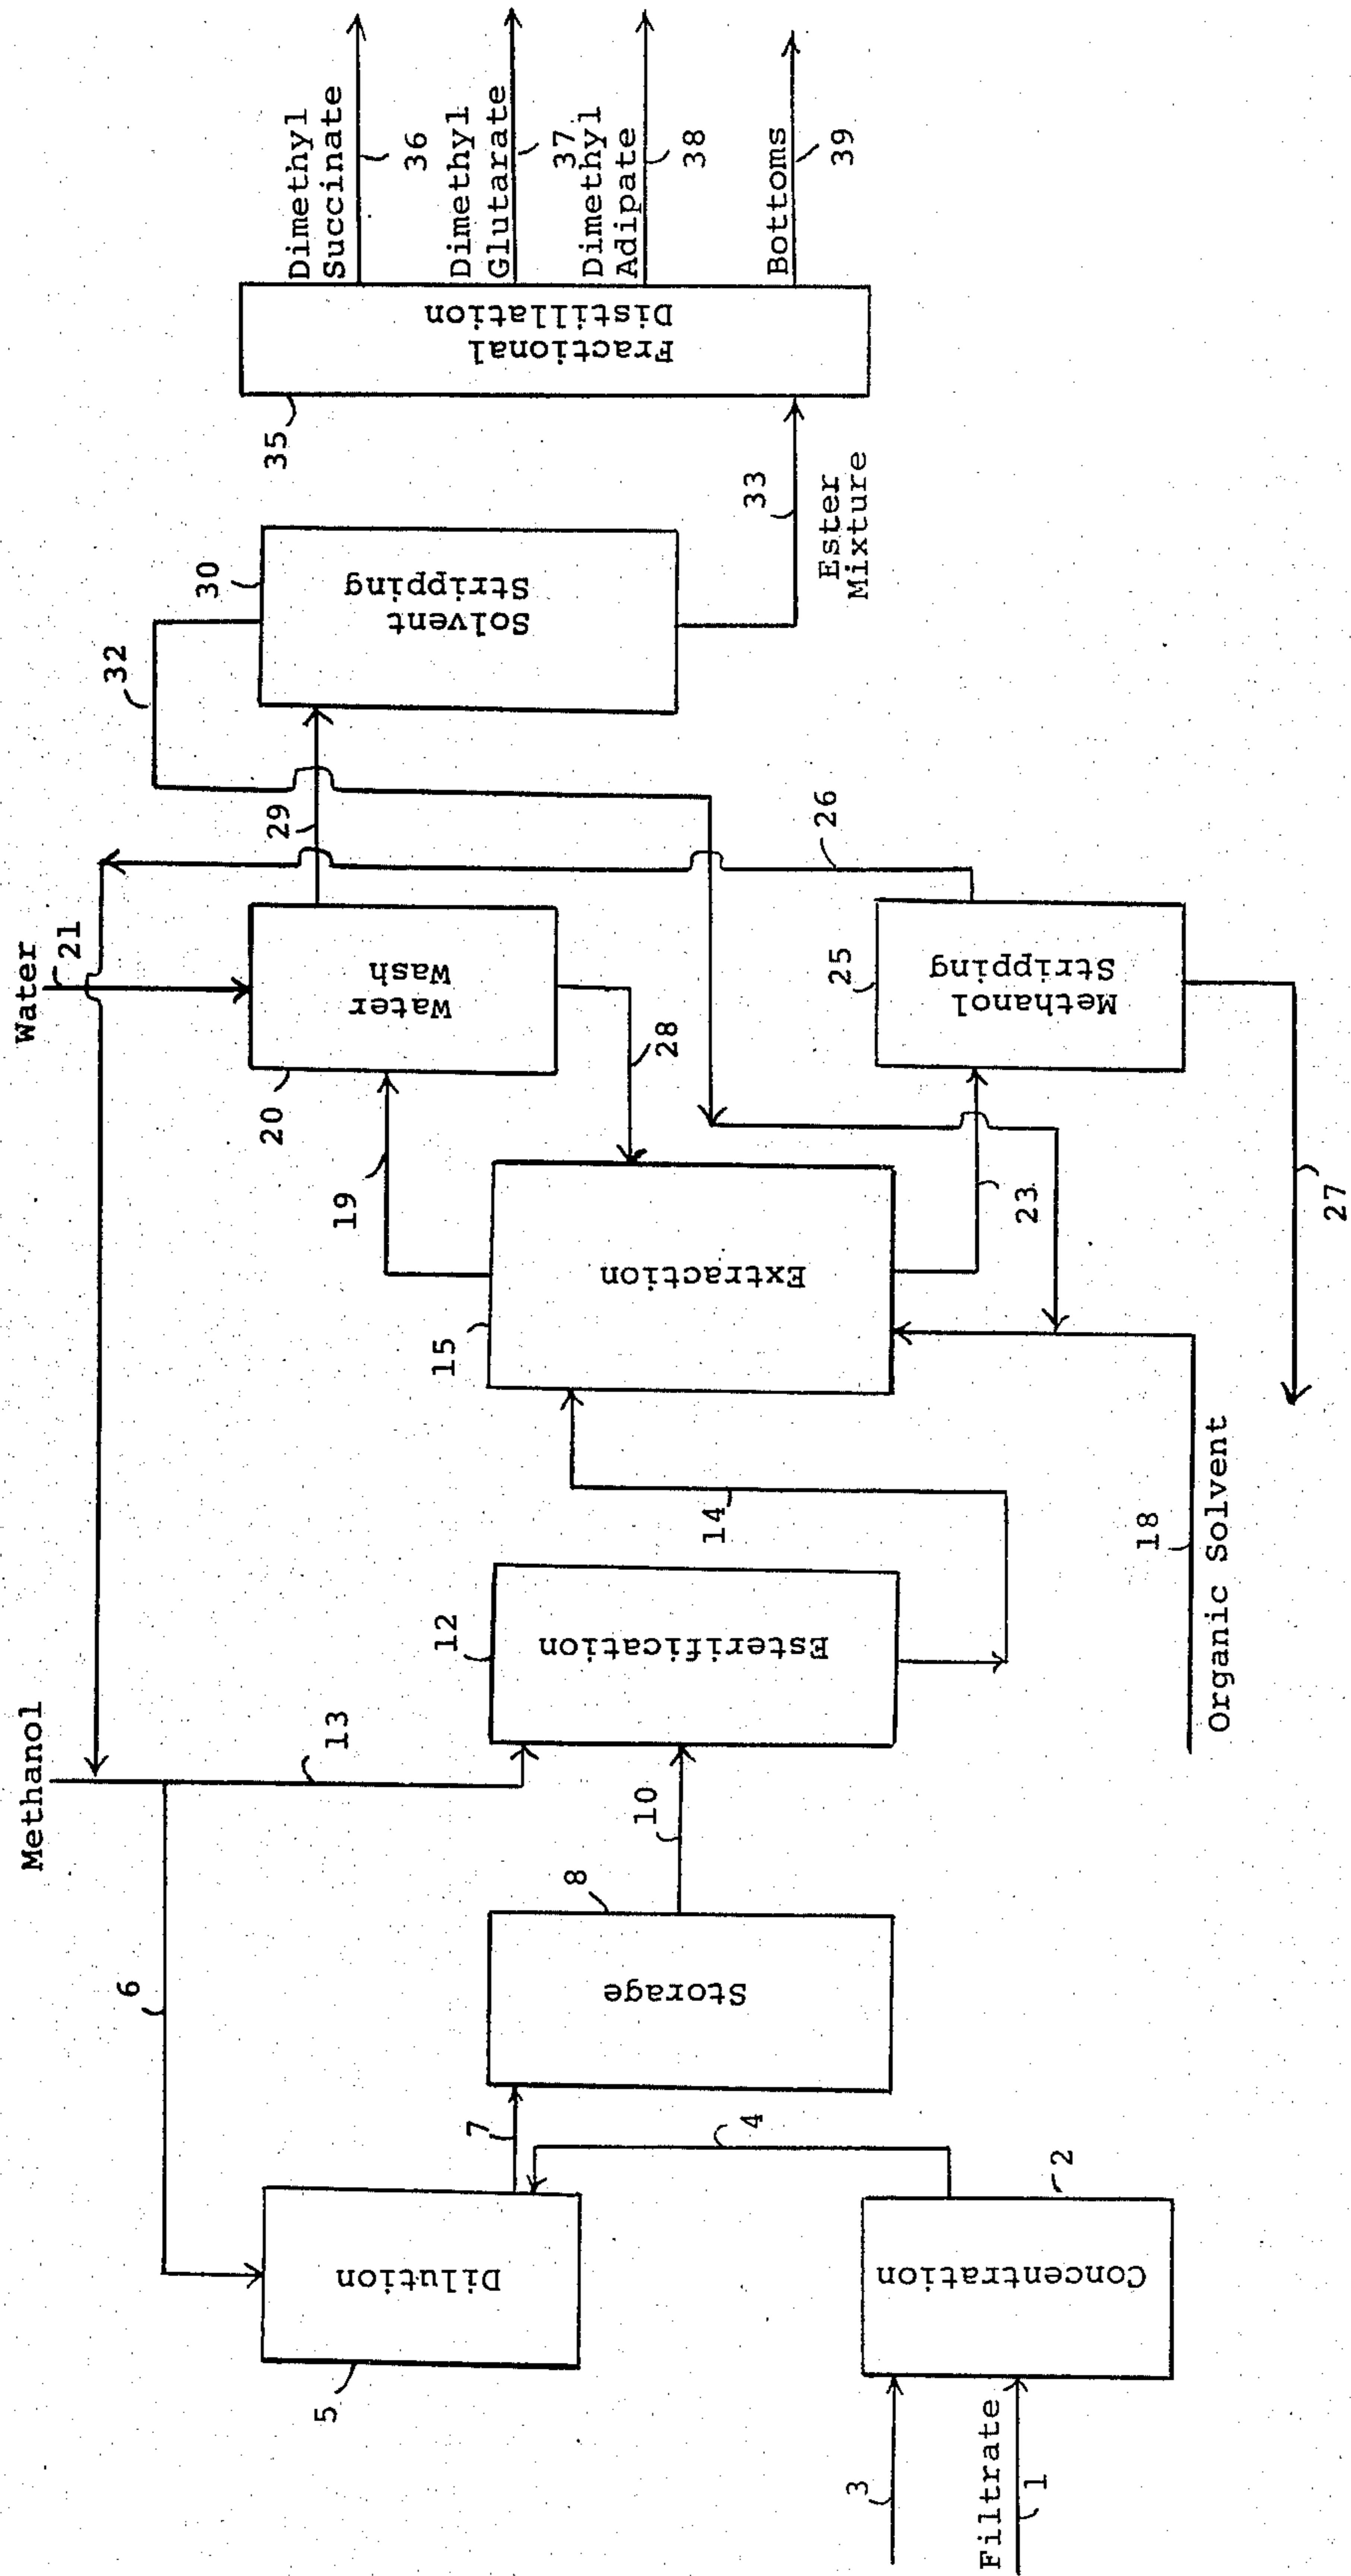 Filtrate
1
3
Concentration
2
4
Dilution
5
6
7
Storage
8
10
Methanol
13
Esterification
12
14
Organic Solvent
18
Extraction
15
19
Water
21
Water
Wash
20
28
23
Methanol
Stripping
25
26
27
29
Solvent
Stripping
30
32
33
Ester
Mixture
Fractional
Distillation
35
Dimethyl
Succinate
36
Dimethyl
Glutarate
37
Dimethyl
Adipate
38
Bottoms
39